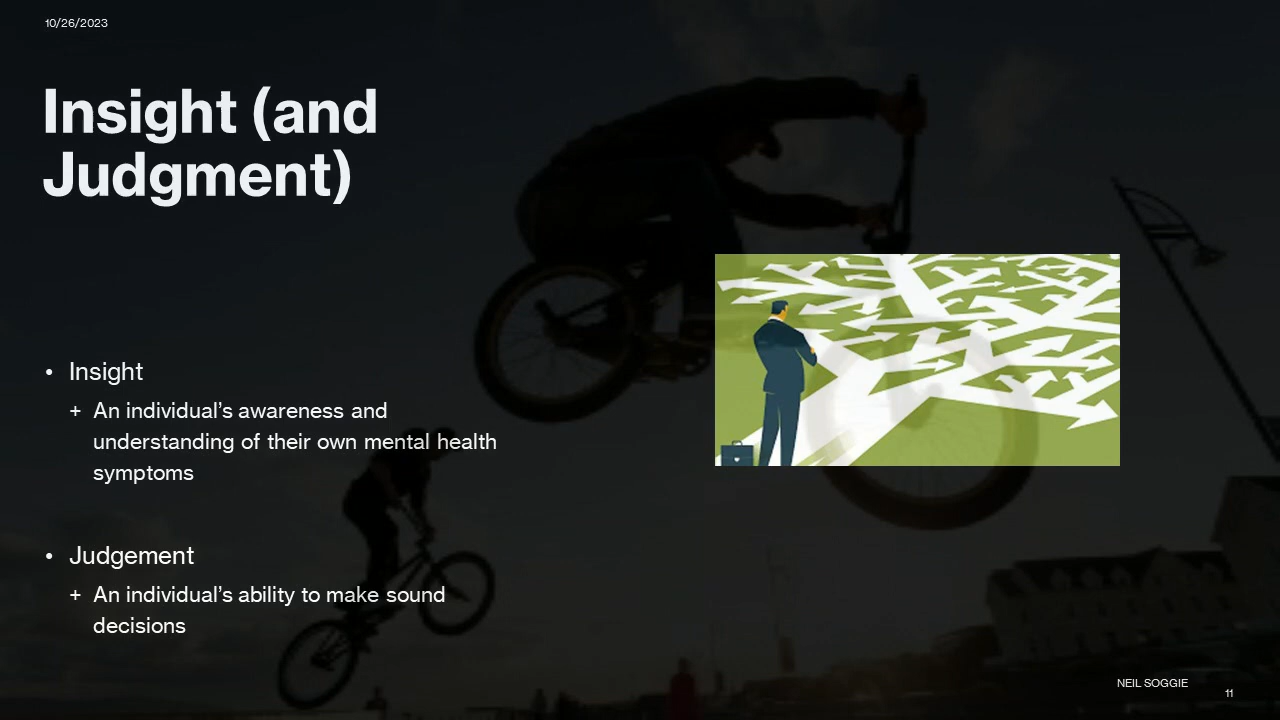 10/26/2023
Insight (and
Judgment)
• Insight
+ An individual’s awareness and
understanding of their own mental health
symptoms
• Judgement
+ An individual’s ability to make sound
decisions
NEIL SOGGIE
11